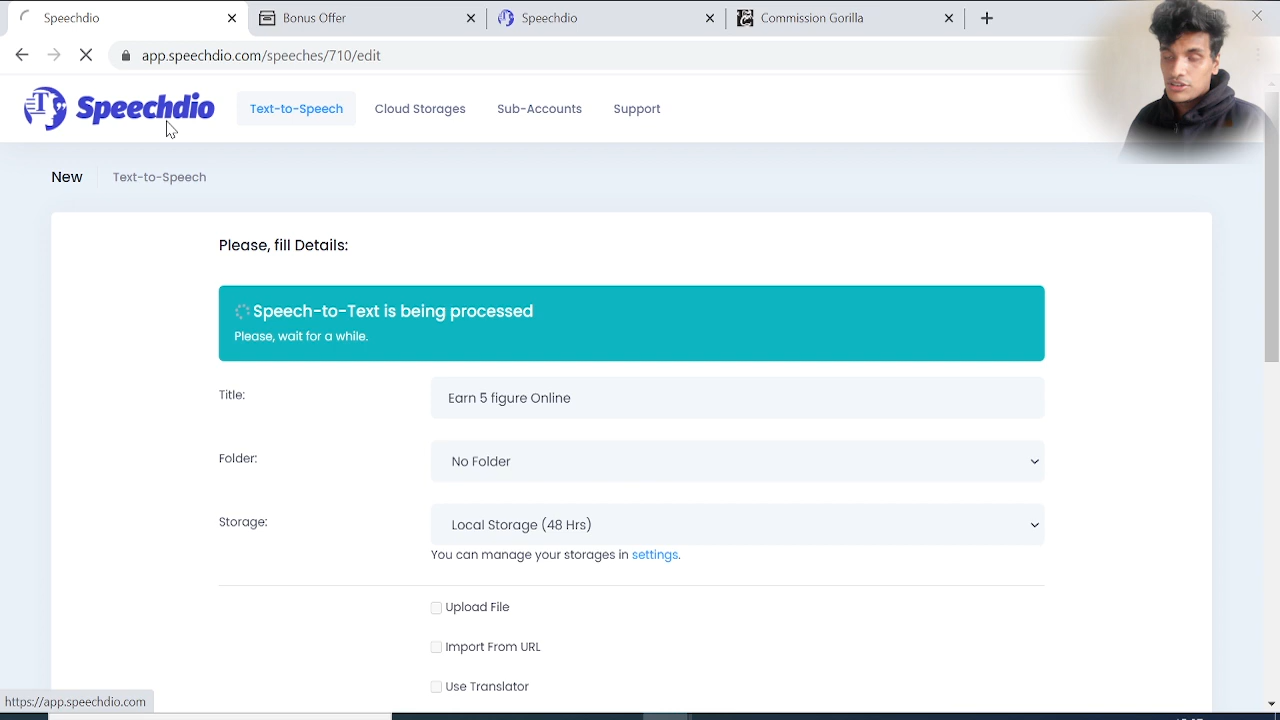 Speechdio
Bonus Offer
Speechdio
Commission Gorilla
app.speechdio.com/speeches/710/edit
Speechdio
Text-to-Speech
Cloud Storages
Sub-Accounts
Support
New
Text-to-Speech
Please, fill Details:
Speech-to-Text is being processed
Please, wait for a while.
Title:
Earn 5 figure Online
Folder:
No Folder
Storage:
Local Storage (48 Hrs)
You can manage your storages in settings.
Upload File
Import From URL
Use Translator
https://app.speechdio.com